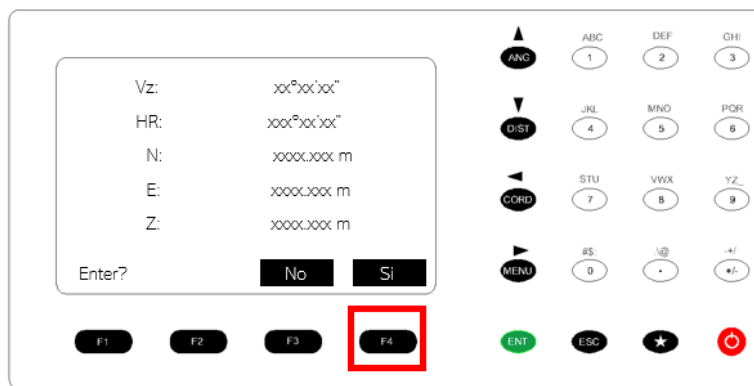 ABC DEF GHI
ANG 1 2 3
Vz: xx°xx'xx"
HR: xxx°xx'xx"
JKL MNO PQR
DIST 4 5 6
N: xxxx.xxx m
E: xxxx.xxx m
STU VWX YZ_
CORD 7 8 9
Z: xxxx.xxx m
#$: .\@ -+/
Enter? No Si
MENU 0 . +/-
F1 F2 F3 F4 ENT ESC